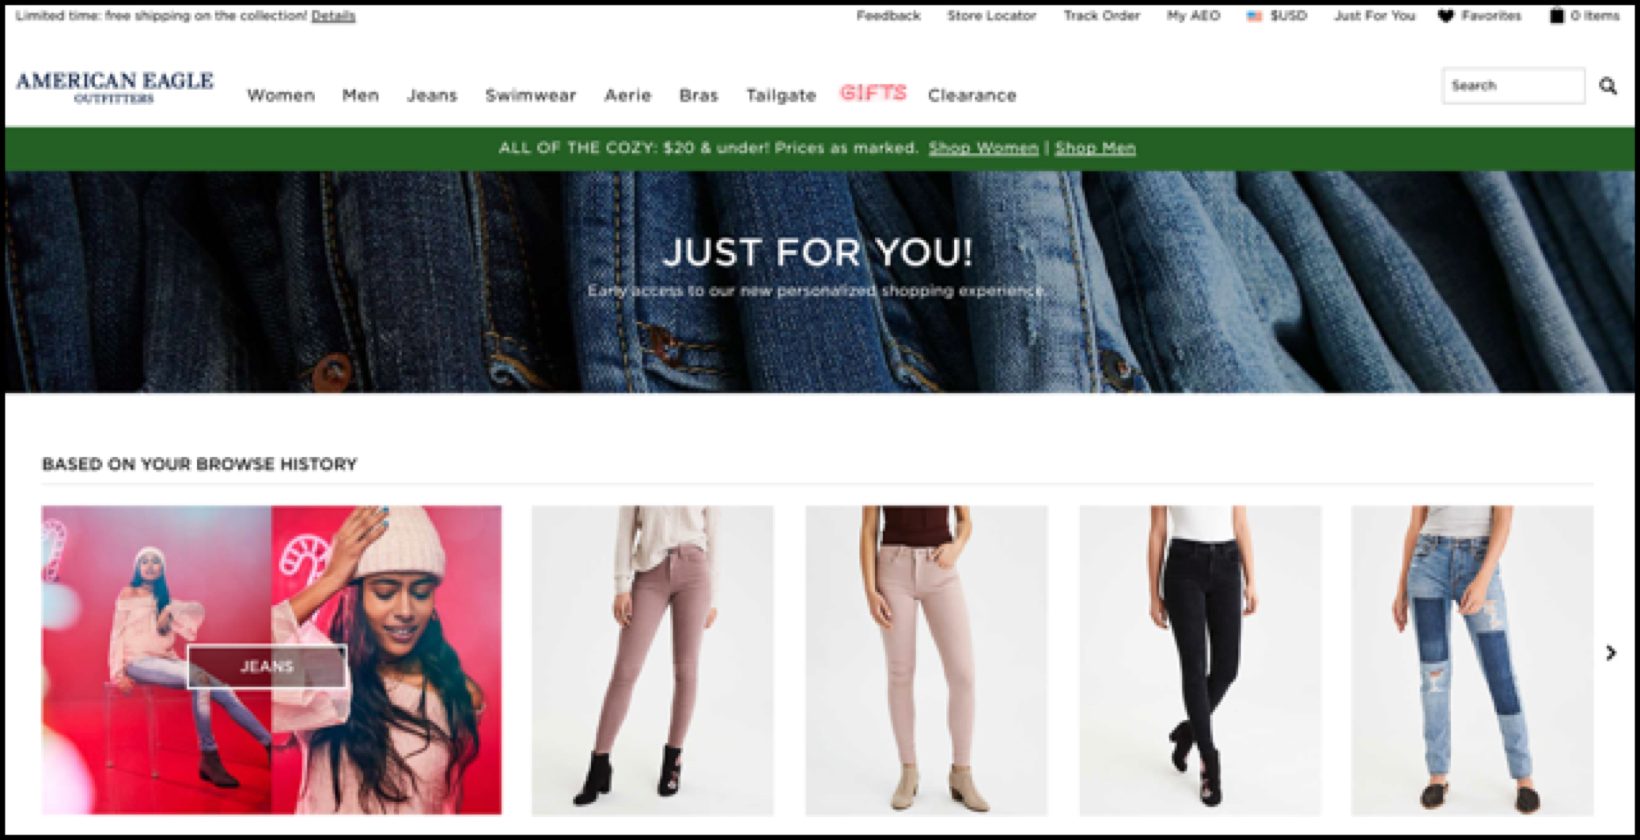 Limited time: free shipping on the collection! Details
Feedback Store Locator Track Order My AEO $USD Just For You Favorites 0 Items
AMERICAN EAGLE
OUTFITTERS
Women Men Jeans Swimwear Aerie Bras Tailgate GIFTS Clearance
Search
ALL OF THE COZY: $20 & under! Prices as marked. Shop Women | Shop Men
JUST FOR YOU!
Early access to our new personalized shopping experience.
BASED ON YOUR BROWSE HISTORY
JEANS